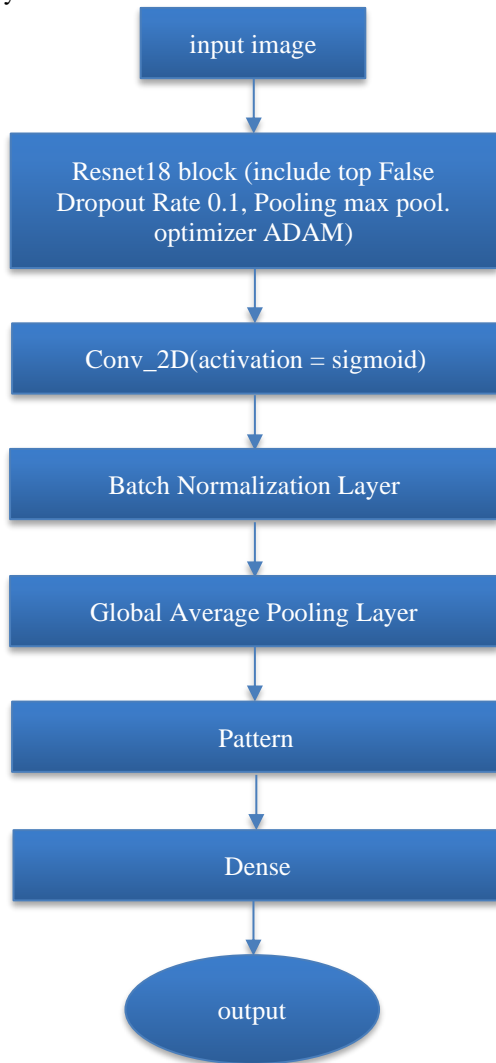 input image
Resnet18 block (include top False
Dropout Rate 0.1, Pooling max pool.
optimizer ADAM)
Conv_2D(activation = sigmoid)
Batch Normalization Layer
Global Average Pooling Layer
Pattern
Dense
output